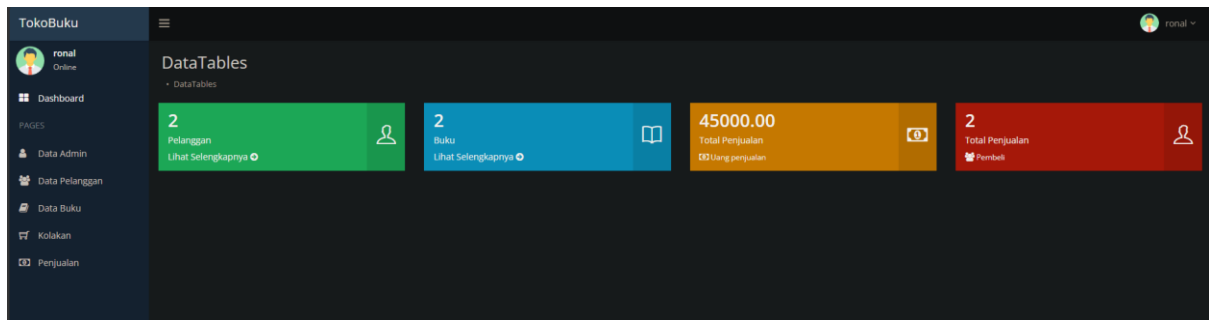 TokoBuku
ronal
ronal
Online
Dashboard
PAGES
Data Admin
Data Pelanggan
Data Buku
Kolakan
Penjualan
DataTables
• DataTables
2
Pelanggan
Lihat Selengkapnya
2
Buku
Lihat Selengkapnya
45000.00
Total Penjualan
Uang penjualan
2
Total Penjualan
Pembeli